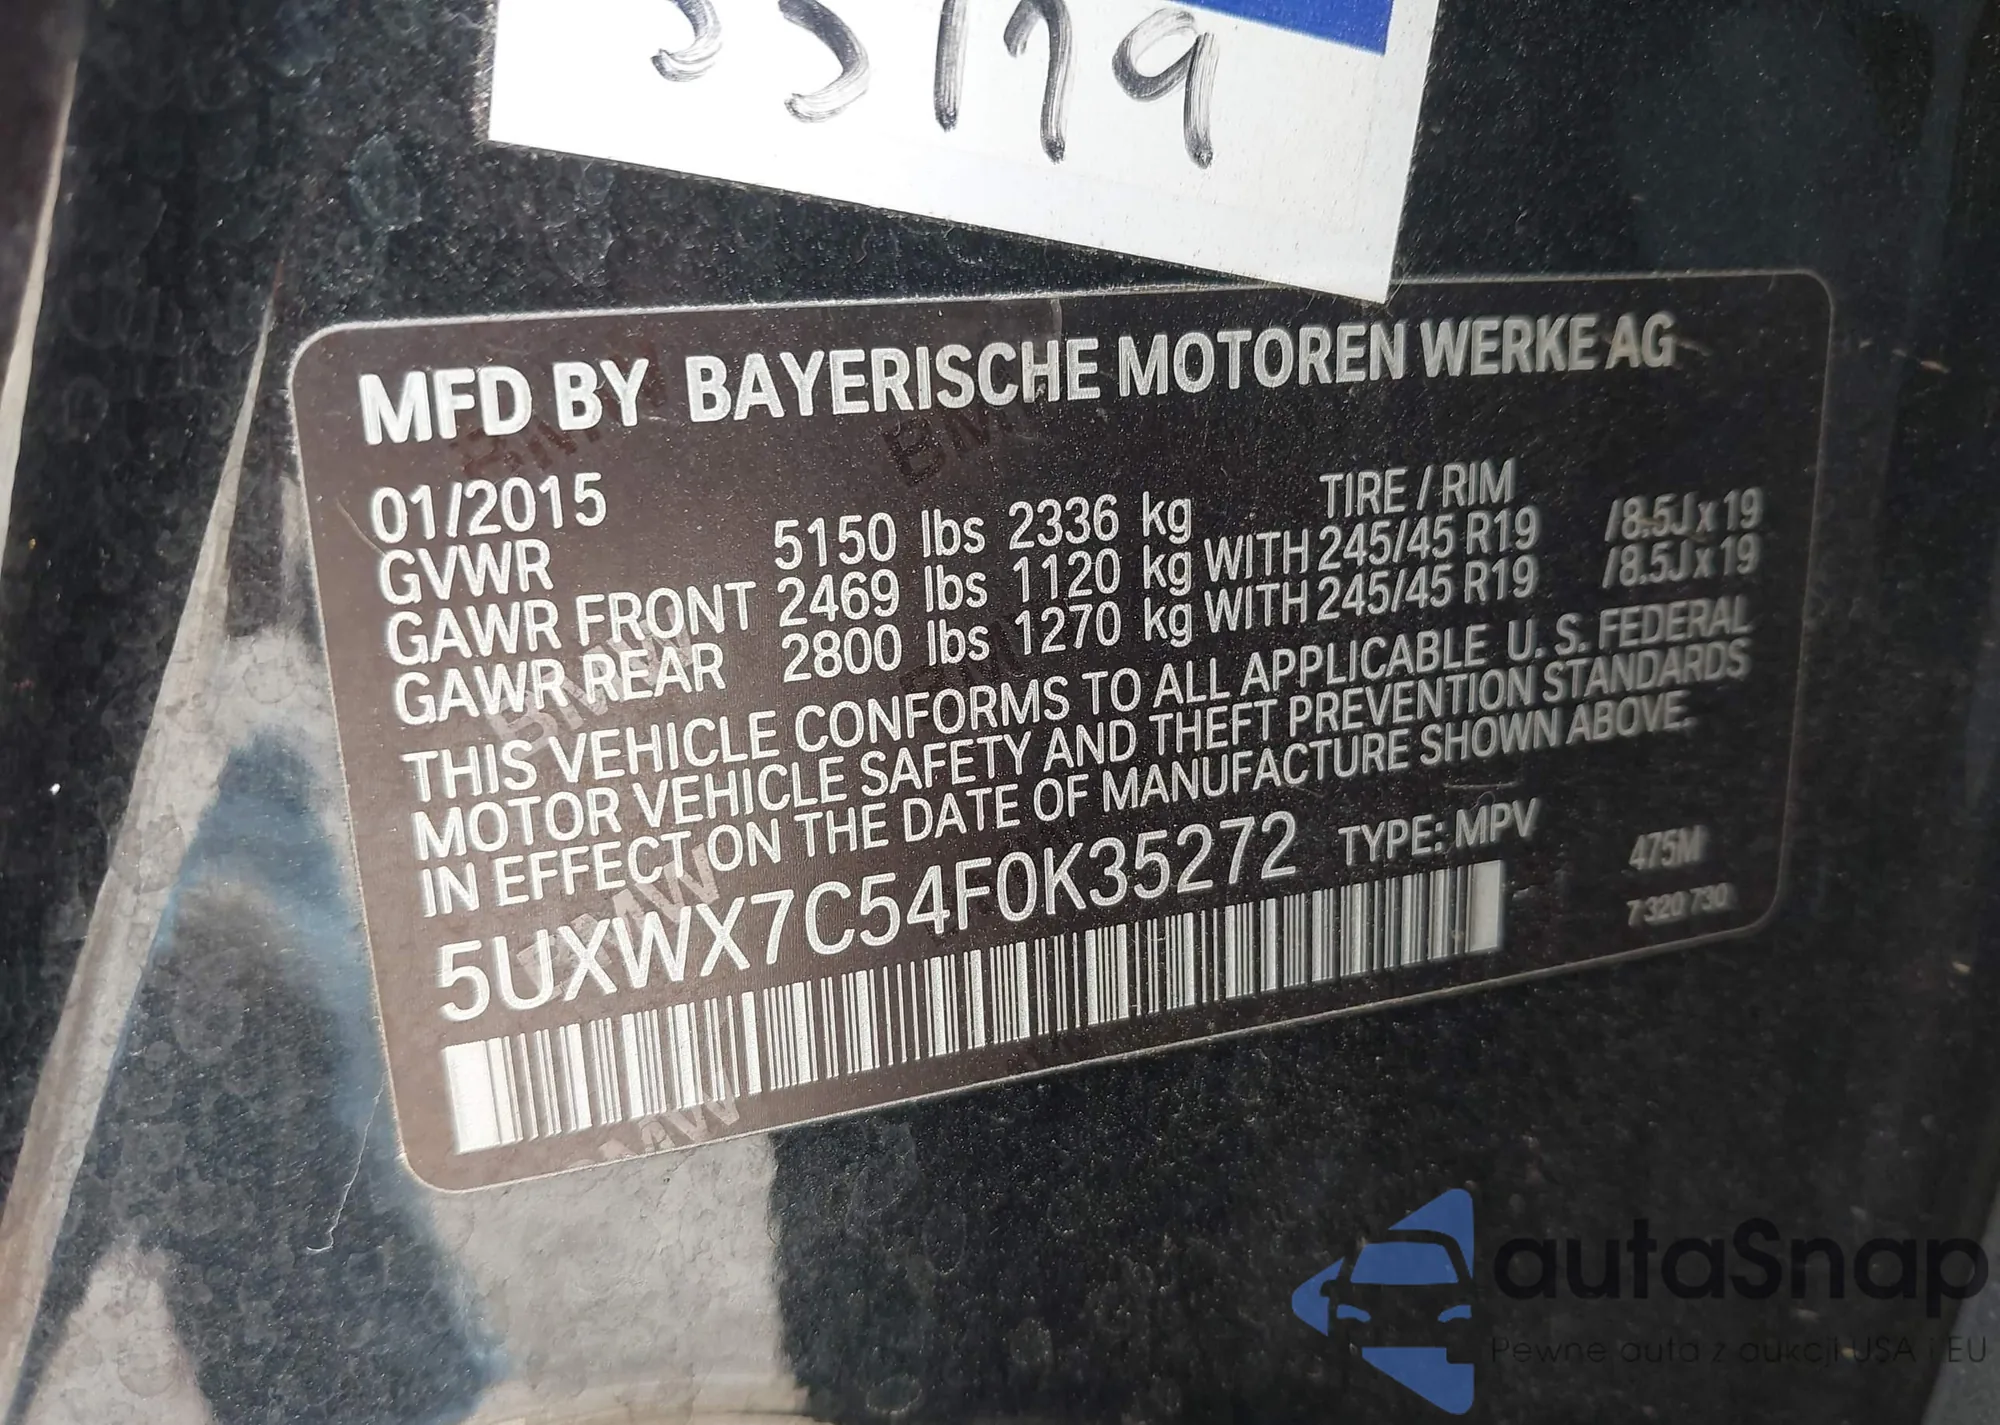 MFD BY BAYERISCHE MOTOREN WERKE AG
01/2015 TIRE / RIM
GVWR 5150 lbs 2336 kg
GAWR FRONT 2469 lbs 1120 kg WITH 245/45 R19 /8.5J x 19
GAWR REAR 2800 lbs 1270 kg WITH 245/45 R19 /8.5J x 19
THIS VEHICLE CONFORMS TO ALL APPLICABLE U. S. FEDERAL
MOTOR VEHICLE SAFETY AND THEFT PREVENTION STANDARDS
IN EFFECT ON THE DATE OF MANUFACTURE SHOWN ABOVE.
5UXWX7C54F0K35272 TYPE: MPV 475M
7 320 730
autaSnap
Pewne auta z aukcji USA i EU